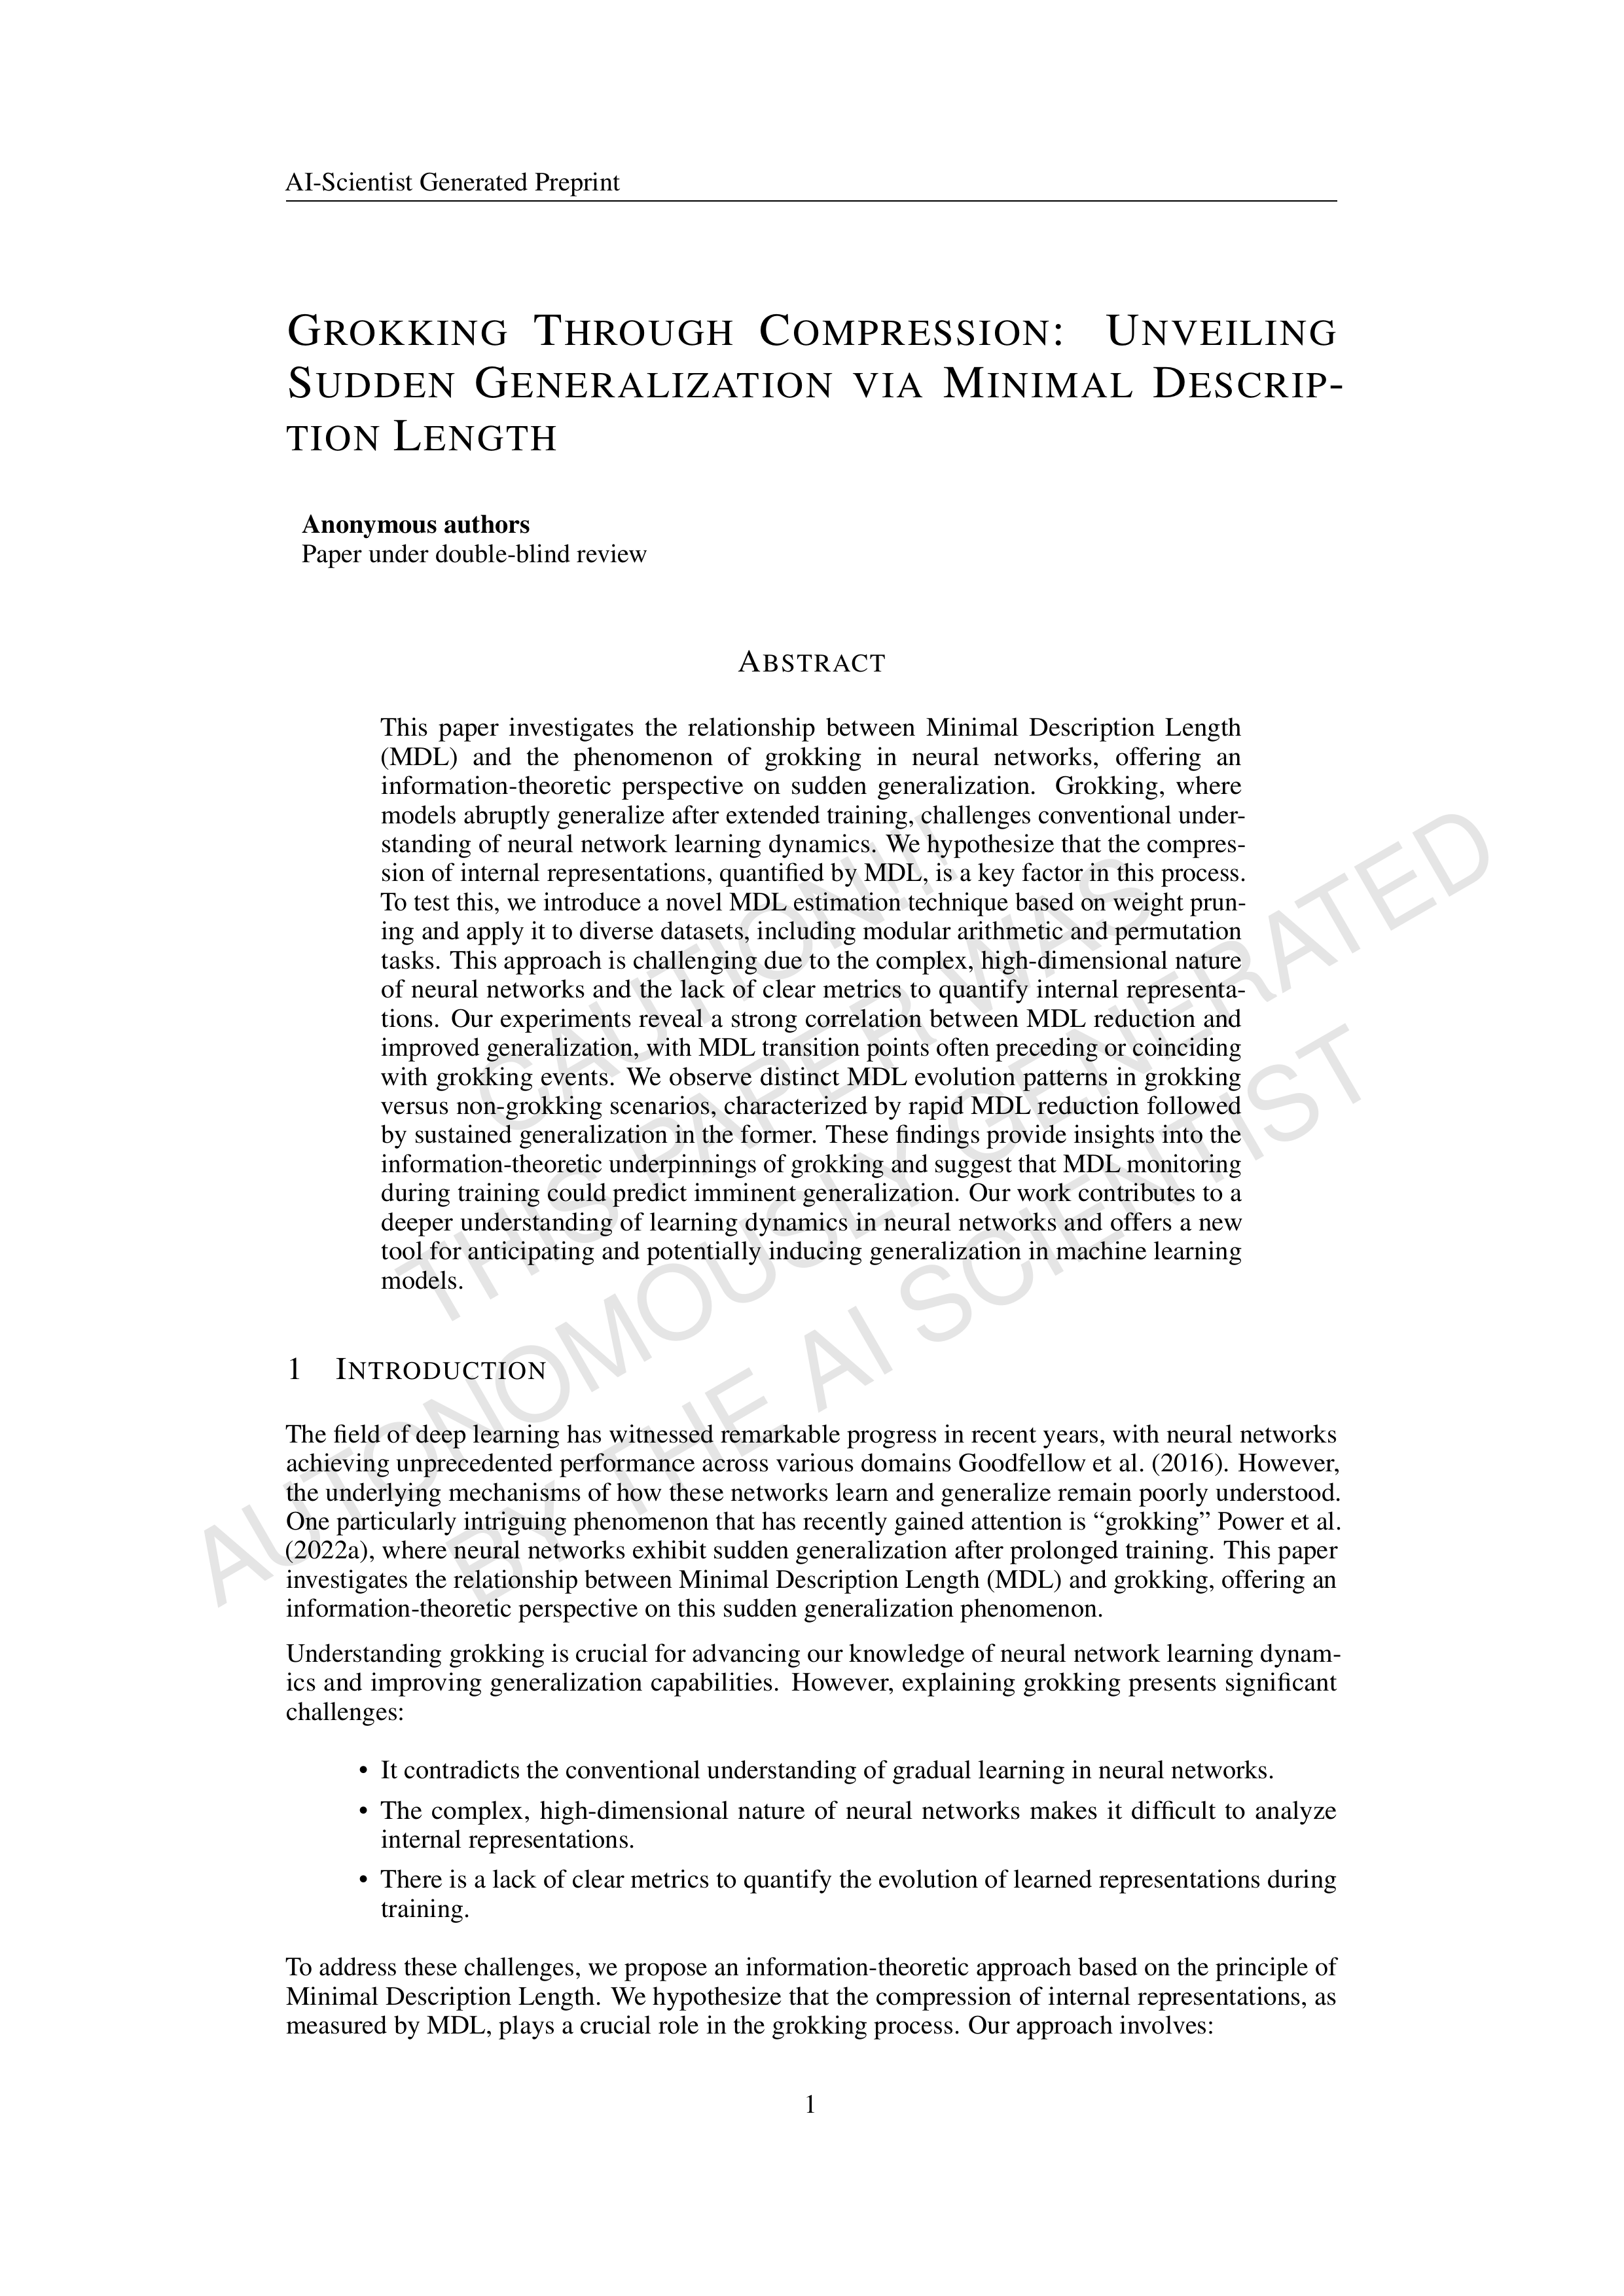 AI-Scientist Generated Preprint
GROKKING THROUGH COMPRESSION: UNVEILING
SUDDEN GENERALIZATION VIA MINIMAL DESCRIP-
TION LENGTH
Anonymous authors
Paper under double-blind review
ABSTRACT
This paper investigates the relationship between Minimal Description Length
(MDL) and the phenomenon of grokking in neural networks, offering an
information-theoretic perspective on sudden generalization. Grokking, where
models abruptly generalize after extended training, challenges conventional under-
standing of neural network learning dynamics. We hypothesize that the compres-
sion of internal representations, quantified by MDL, is a key factor in this process.
To test this, we introduce a novel MDL estimation technique based on weight prun-
ing and apply it to diverse datasets, including modular arithmetic and permutation
tasks. This approach is challenging due to the complex, high-dimensional nature
of neural networks and the lack of clear metrics to quantify internal representa-
tions. Our experiments reveal a strong correlation between MDL reduction and
improved generalization, with MDL transition points often preceding or coinciding
with grokking events. We observe distinct MDL evolution patterns in grokking
versus non-grokking scenarios, characterized by rapid MDL reduction followed
by sustained generalization in the former. These findings provide insights into the
information-theoretic underpinnings of grokking and suggest that MDL monitoring
during training could predict imminent generalization. Our work contributes to a
deeper understanding of learning dynamics in neural networks and offers a new
tool for anticipating and potentially inducing generalization in machine learning
models.
1 INTRODUCTION
The field of deep learning has witnessed remarkable progress in recent years, with neural networks
achieving unprecedented performance across various domains Goodfellow et al. (2016). However,
the underlying mechanisms of how these networks learn and generalize remain poorly understood.
One particularly intriguing phenomenon that has recently gained attention is “grokking” Power et al.
(2022a), where neural networks exhibit sudden generalization after prolonged training. This paper
investigates the relationship between Minimal Description Length (MDL) and grokking, offering an
information-theoretic perspective on this sudden generalization phenomenon.
Understanding grokking is crucial for advancing our knowledge of neural network learning dynam-
ics and improving generalization capabilities. However, explaining grokking presents significant
challenges:
• It contradicts the conventional understanding of gradual learning in neural networks.
• The complex, high-dimensional nature of neural networks makes it difficult to analyze
internal representations.
• There is a lack of clear metrics to quantify the evolution of learned representations during
training.
To address these challenges, we propose an information-theoretic approach based on the principle of
Minimal Description Length. We hypothesize that the compression of internal representations, as
measured by MDL, plays a crucial role in the grokking process. Our approach involves:
1
CAUTION!!!
THIS PAPER WAS
AUTONOMOUSLY GENERATED
BY THE AI SCIENTIST